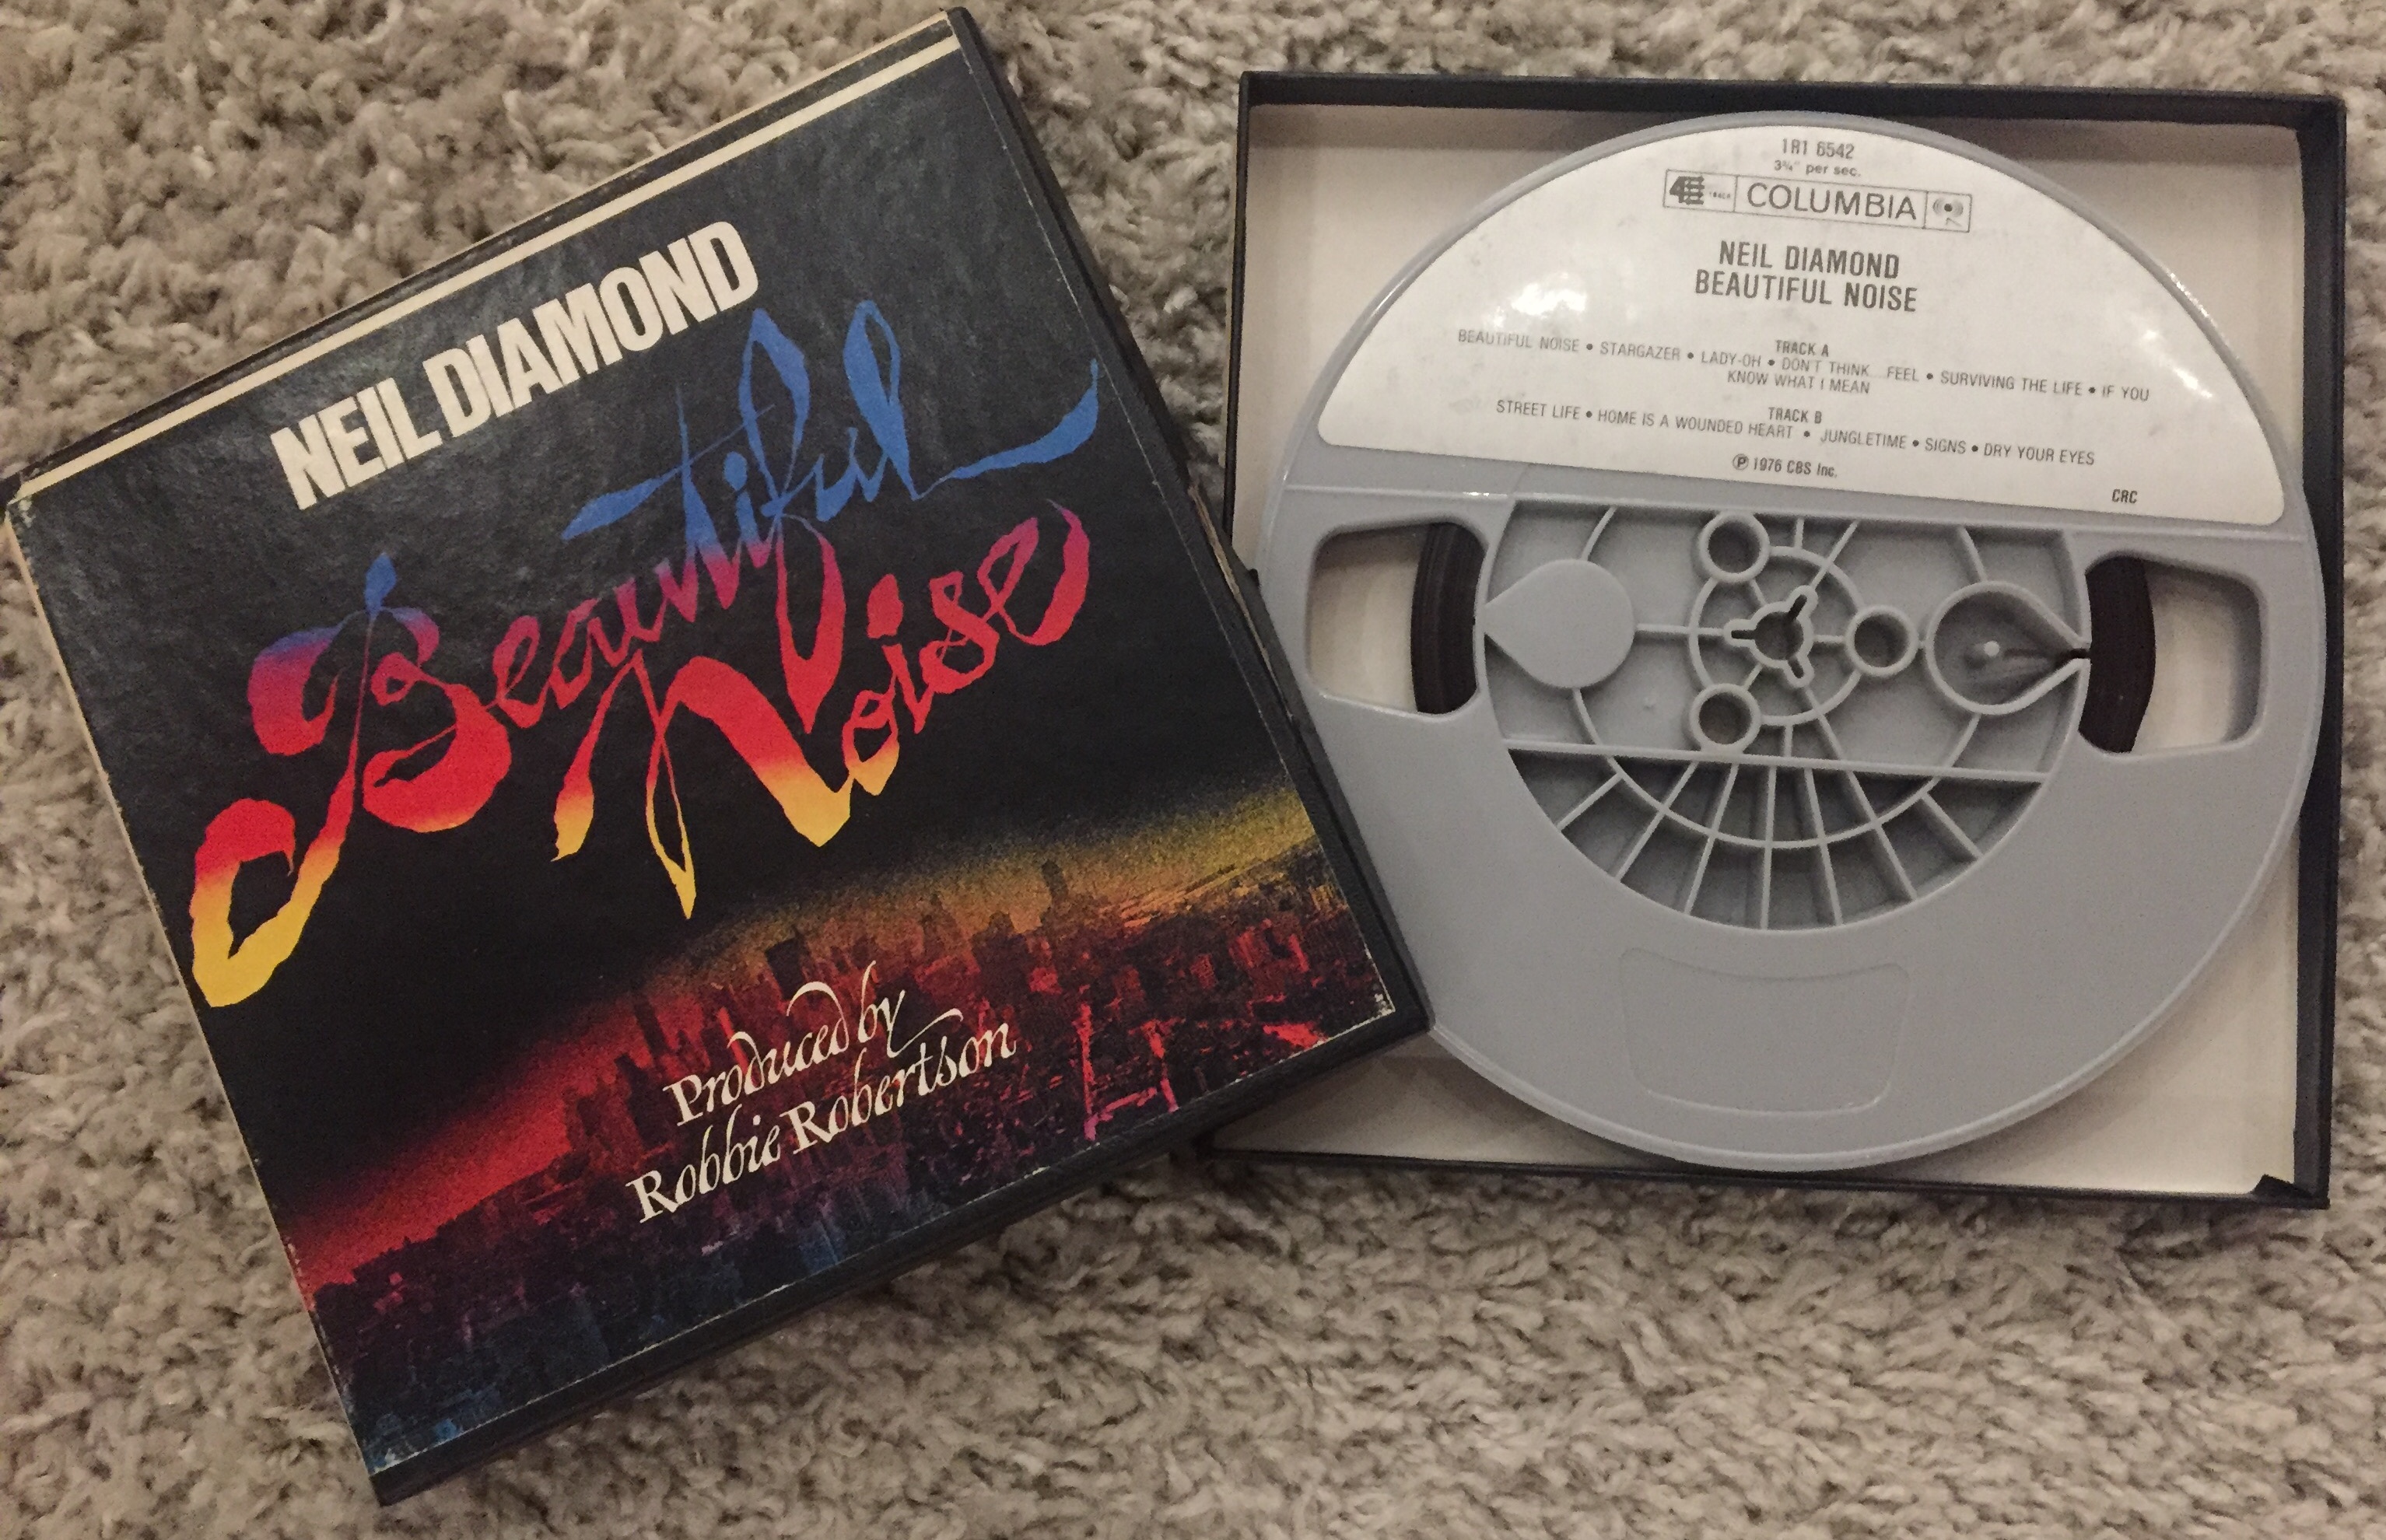 NEIL DIAMOND
Beautiful
Noise
Produced by
Robbie Robertson
1R1 6542
3¾" per sec.
4 TRACK COLUMBIA
NEIL DIAMOND
BEAUTIFUL NOISE
TRACK A
BEAUTIFUL NOISE • STARGAZER • LADY-OH • DON'T THINK...FEEL • SURVIVING THE LIFE • IF YOU
KNOW WHAT I MEAN
TRACK B
STREET LIFE • HOME IS A WOUNDED HEART • JUNGLETIME • SIGNS • DRY YOUR EYES
℗ 1976 CBS Inc.
CRC